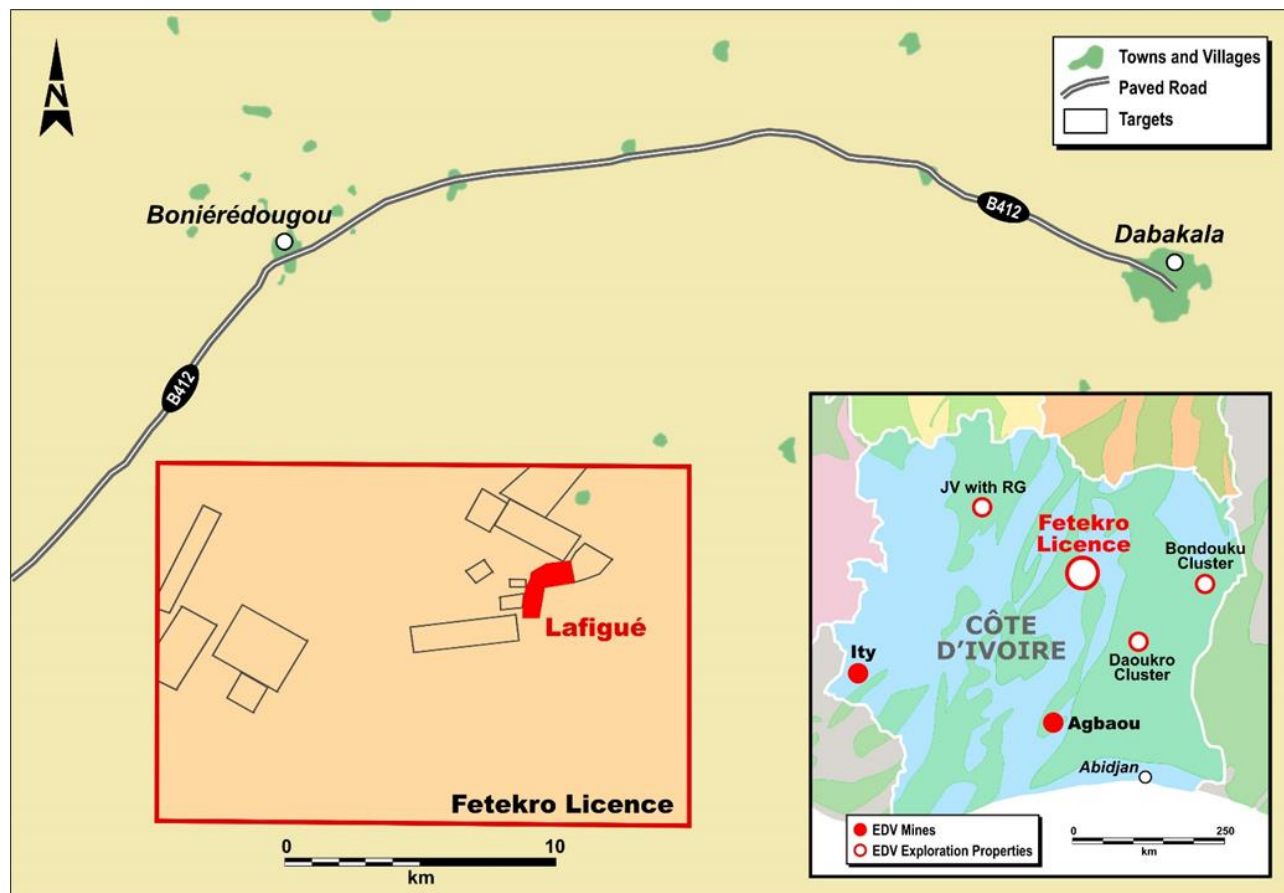 N
Towns and Villages
Paved Road
Targets
Boniérédougou
B412
Dabakala
B412
Lafigué
Fetekro Licence
0
10
km
JV with RG
Fetekro
Licence
Bondouku
Cluster
CÔTE
D'IVOIRE
Ity
Daoukro
Cluster
Agbaou
Abidjan
EDV Mines
EDV Exploration Properties
0
250
km